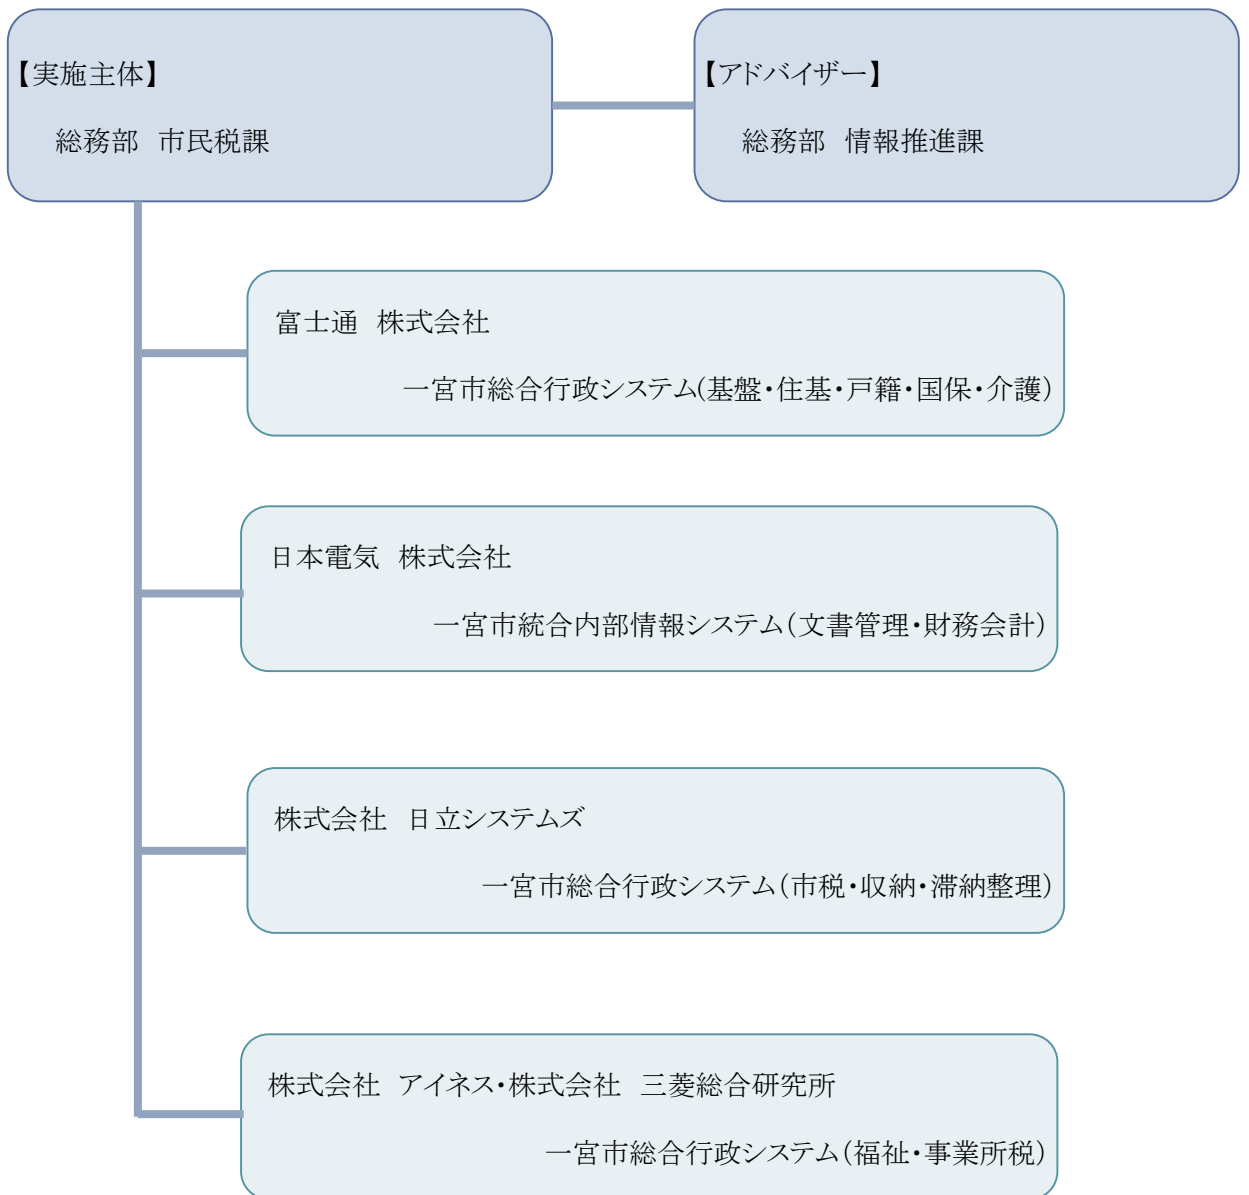 【実施主体】
総務部　市民税課
【アドバイザー】
総務部　情報推進課
富士通　株式会社
一宮市総合行政システム(基盤・住基・戸籍・国保・介護)
日本電気　株式会社
一宮市統合内部情報システム(文書管理・財務会計)
株式会社　日立システムズ
一宮市総合行政システム(市税・収納・滞納整理)
株式会社　アイネス・株式会社　三菱総合研究所
一宮市総合行政システム(福祉・事業所税)